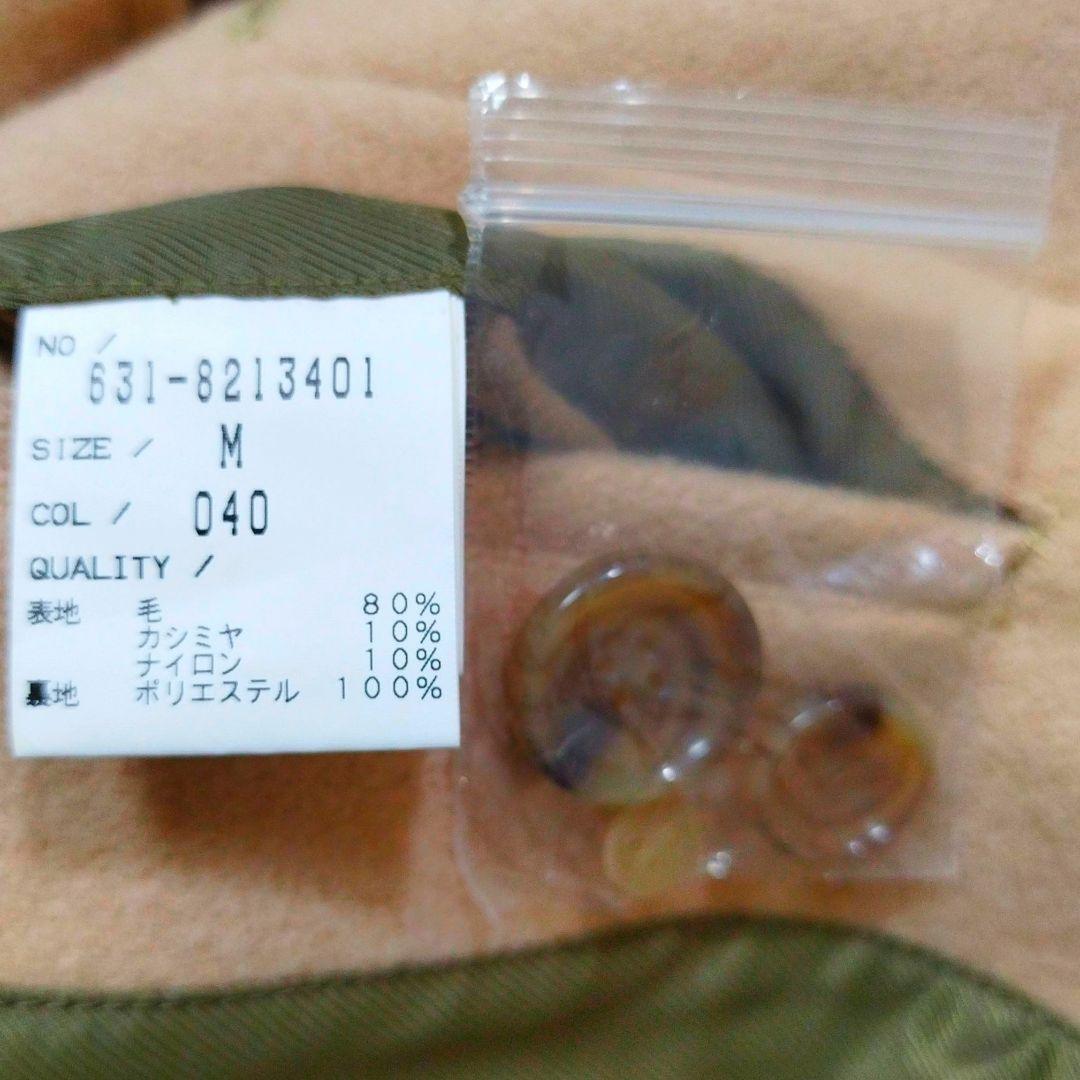 NO /
631-8213401
SIZE / M
COL / 040
QUALITY /
表地 毛 80%
カシミヤ 10%
ナイロン 10%
裏地 ポリエステル 100%